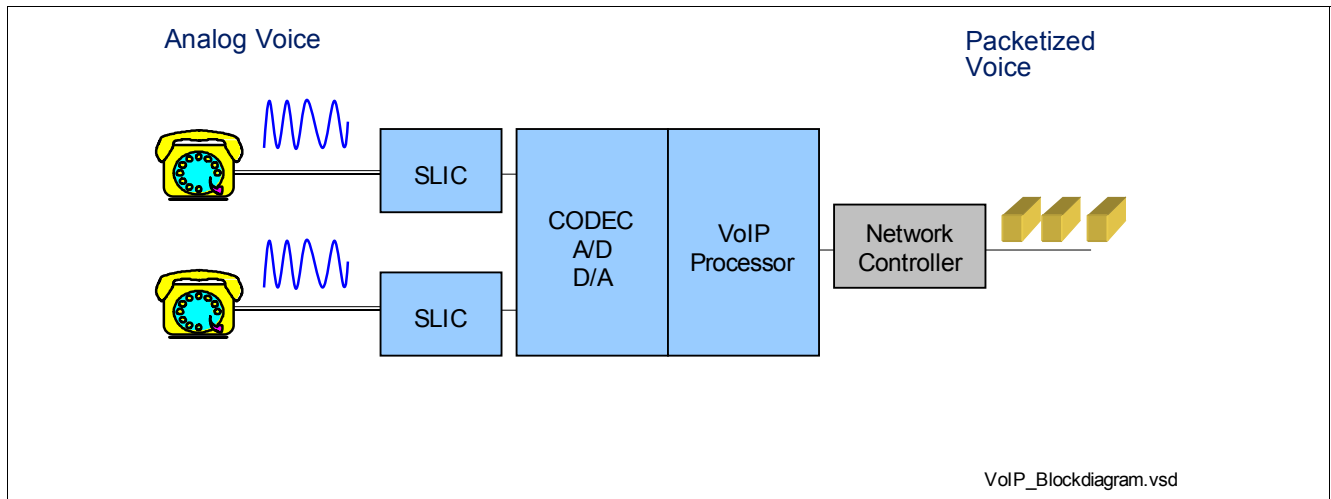 Analog Voice
Packetized
Voice
SLIC
SLIC
CODEC
A/D
D/A
VoIP
Processor
Network
Controller
VoIP_Blockdiagram.vsd